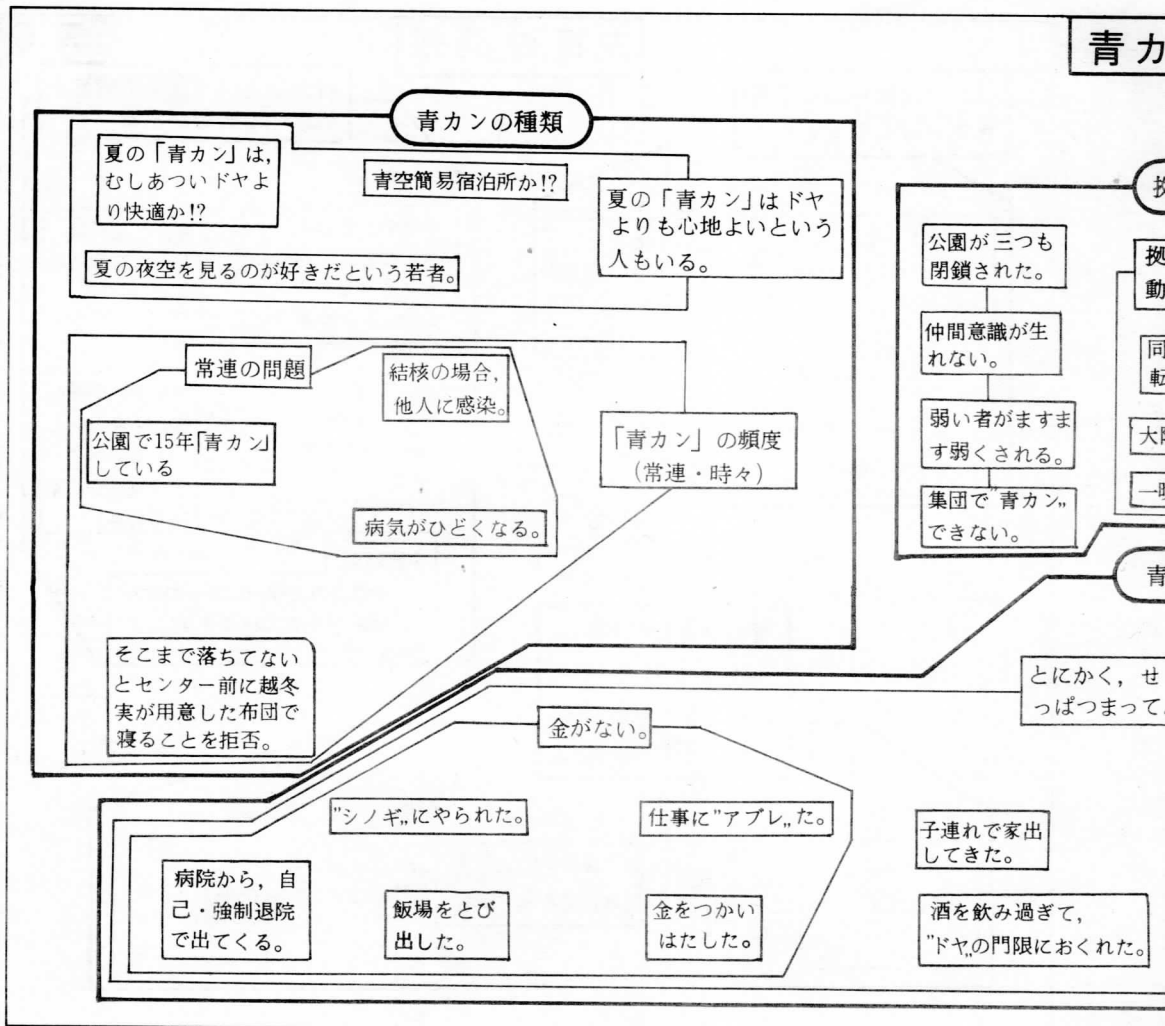 青カ
青カンの種類
夏の「青カン」は,
むしあついドヤよ
り快適か!?
青空簡易宿泊所か!?
夏の「青カン」はドヤ
よりも心地よいという
人もいる。
夏の夜空を見るのが好きだという若者。
常連の問題
結核の場合,
他人に感染。
公園で15年「青カン」
している
病気がひどくなる。
「青カン」の頻度
(常連・時々)
そこまで落ちてない
とセンター前に越冬
実が用意した布団で
寝ることを拒否。
公園が三つも
閉鎖された。
仲間意識が生
れない。
弱い者がますま
す弱くされる。
集団で"青カン„
できない。
拠
動
同
転
大阪
一時
青
とにかく, せ
っぱつまって
金がない。
"シノギ„にやられた。
仕事に"アブレ„た。
病院から, 自
己・強制退院
で出てくる。
飯場をとび
出した。
金をつかい
はたした。
子連れで家出
してきた。
酒を飲み過ぎて,
"ドヤ„の門限におくれた。